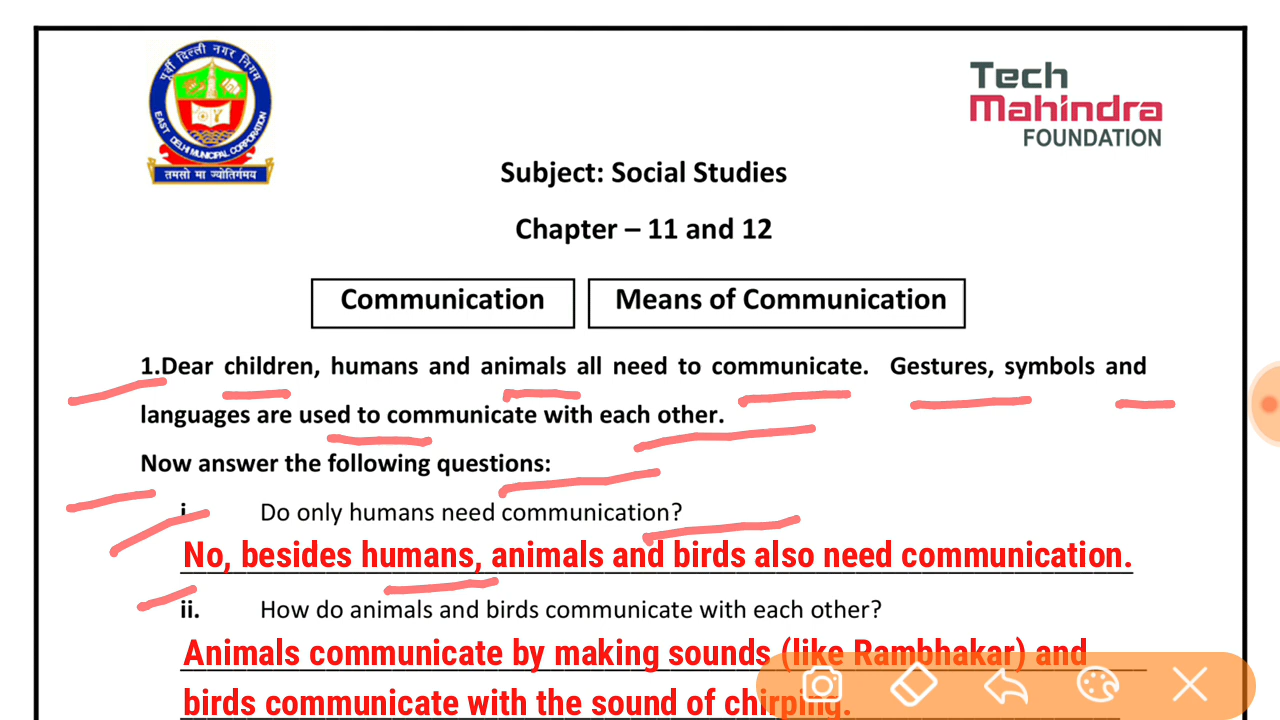 पूर्वी दिल्ली नगर निगम
EAST DELHI MUNICIPAL CORPORATION
तमसो मा ज्योतिर्गमय
Tech
Mahindra
FOUNDATION
Subject: Social Studies
Chapter – 11 and 12
Communication
Means of Communication
1.Dear children, humans and animals all need to communicate. Gestures, symbols and
languages are used to communicate with each other.
Now answer the following questions:
i. Do only humans need communication?
No, besides humans, animals and birds also need communication.
ii. How do animals and birds communicate with each other?
Animals communicate by making sounds (like Rambhakar) and
birds communicate with the sound of chirping.